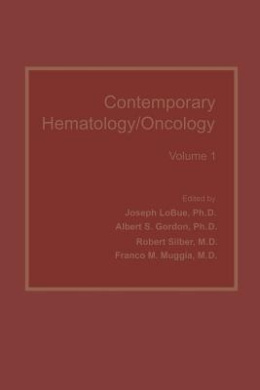 Contemporary
Hematology/Oncology
Volume 1
Edited by
Joseph LoBue, Ph.D.
Albert S. Gordon, Ph.D.
Robert Silber, M.D.
Franco M. Muggia, M.D.